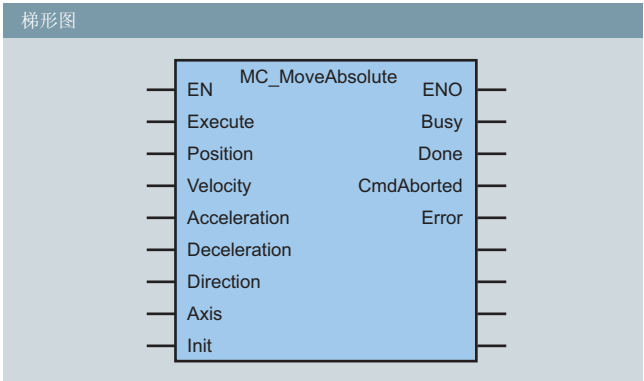 梯形图
MC_MoveAbsolute
EN ENO
Execute Busy
Position Done
Velocity CmdAborted
Acceleration Error
Deceleration
Direction
Axis
Init